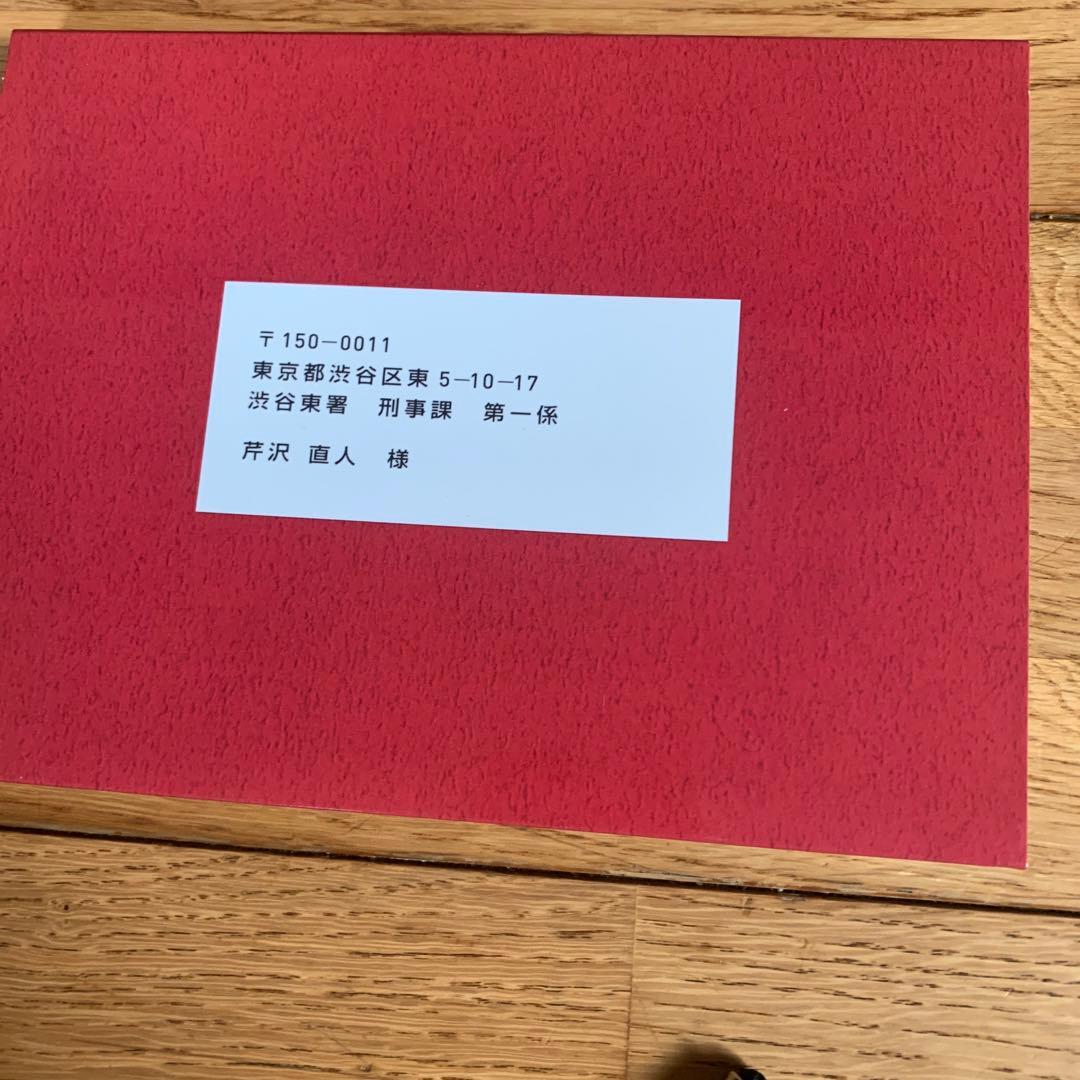 〒150-0011
東京都渋谷区東 5-10-17
渋谷東署　刑事課　第一係
芹沢 直人　様